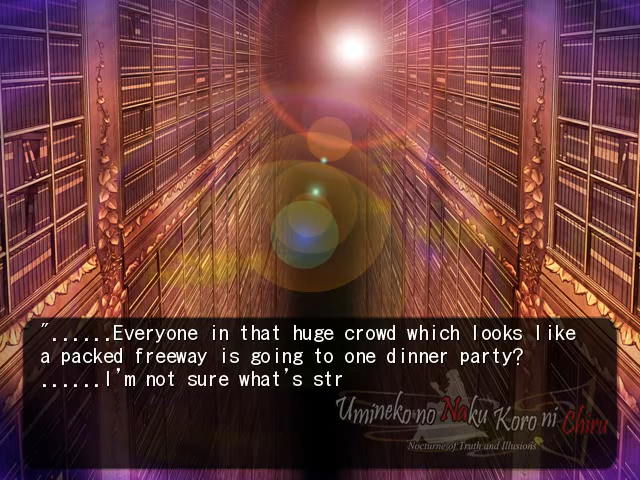 "......Everyone in that huge crowd which looks like
a packed freeway is going to one dinner party?
......I'm not sure what's str
Umineko no Naku Koro ni Chiru
Nocturne of Truth and Illusions